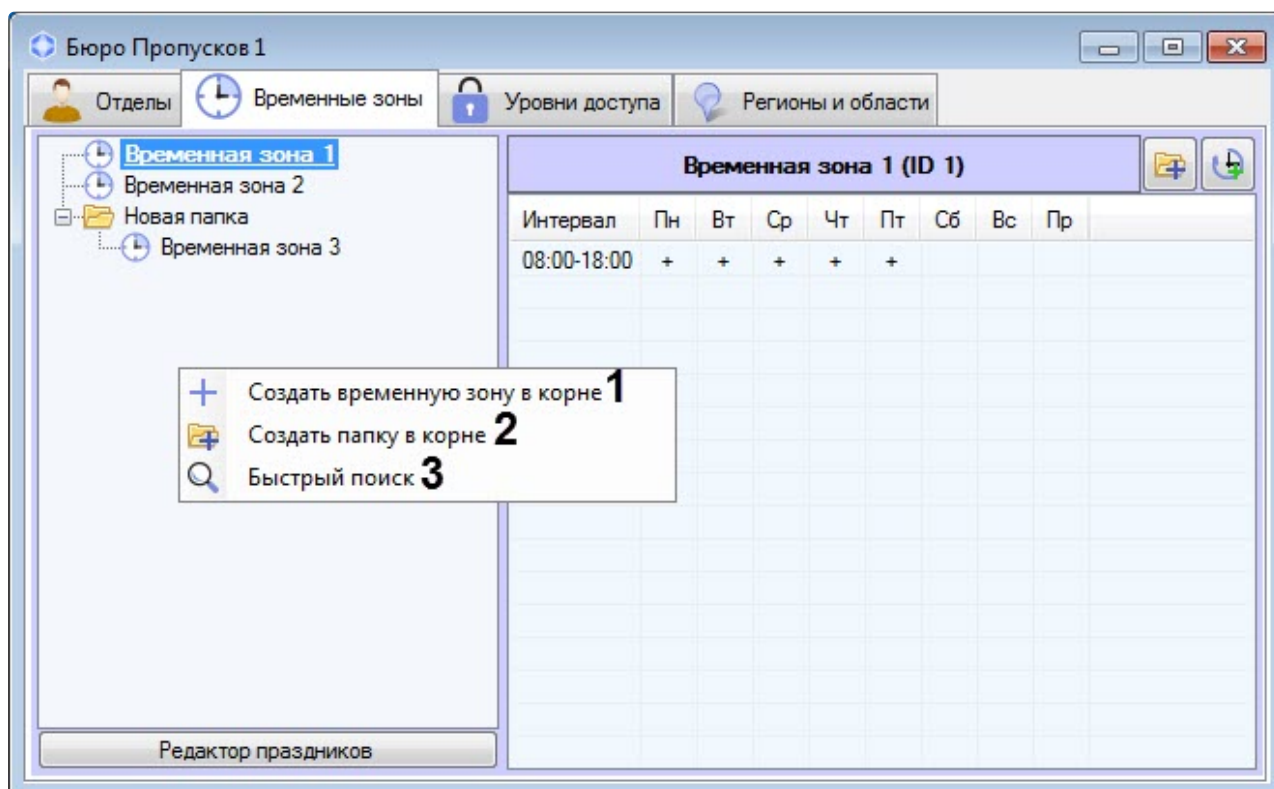 Бюро Пропусков 1
Отделы Временные зоны Уровни доступа Регионы и области
Временная зона 1
Временная зона 2
Новая папка
Временная зона 3
Временная зона 1 (ID 1)
Интервал Пн Вт Ср Чт Пт Сб Вс Пр
08:00-18:00 + + + + +
Создать временную зону в корне 1
Создать папку в корне 2
Быстрый поиск 3
Редактор праздников